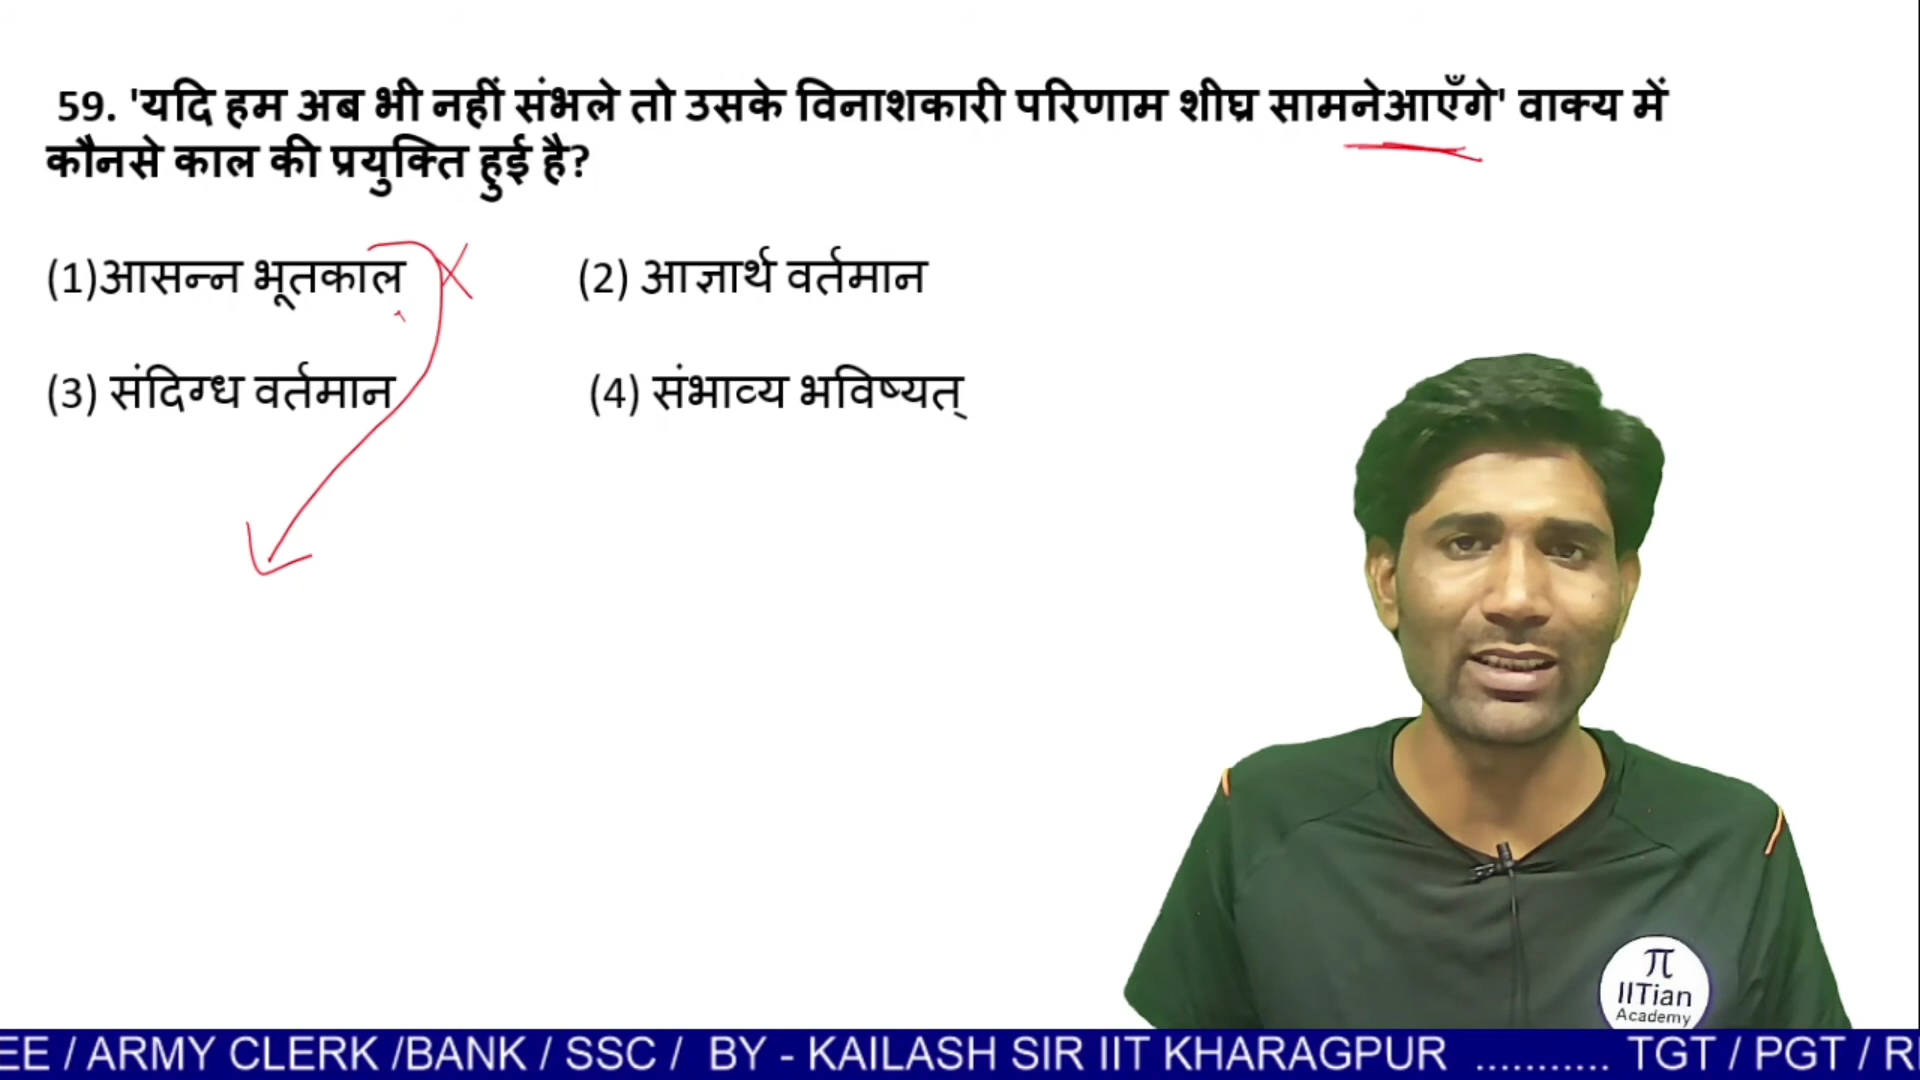 59. 'यदि हम अब भी नहीं संभले तो उसके विनाशकारी परिणाम शीघ्र सामनेआएँगे' वाक्य में
कौनसे काल की प्रयुक्ति हुई है?
(1)आसन्न भूतकाल (2) आज्ञार्थ वर्तमान
(3) संदिग्ध वर्तमान (4) संभाव्य भविष्यत्
π
IITian
Academy
EE / ARMY CLERK /BANK / SSC / BY - KAILASH SIR IIT KHARAGPUR ........... TGT / PGT / R